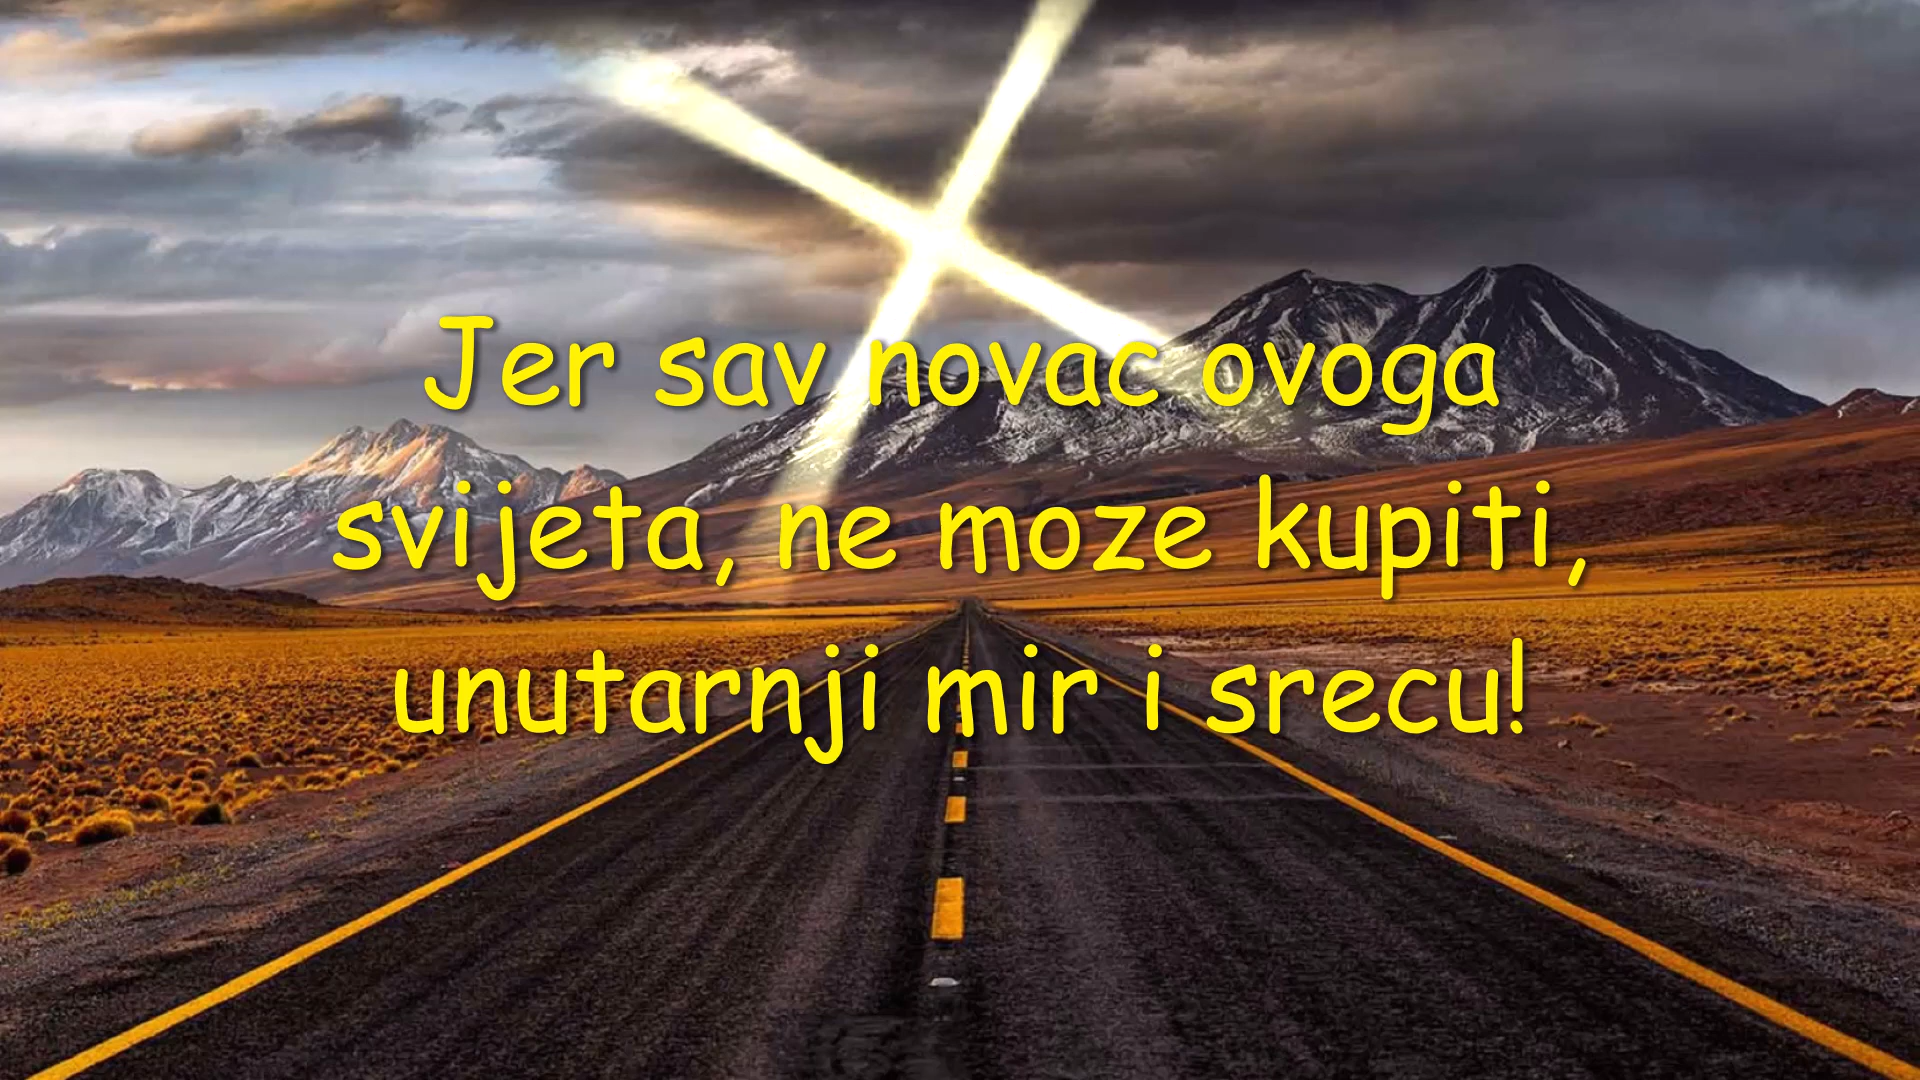 Jer sav novac ovoga
svijeta, ne moze kupiti,
unutarnji mir i srecu!